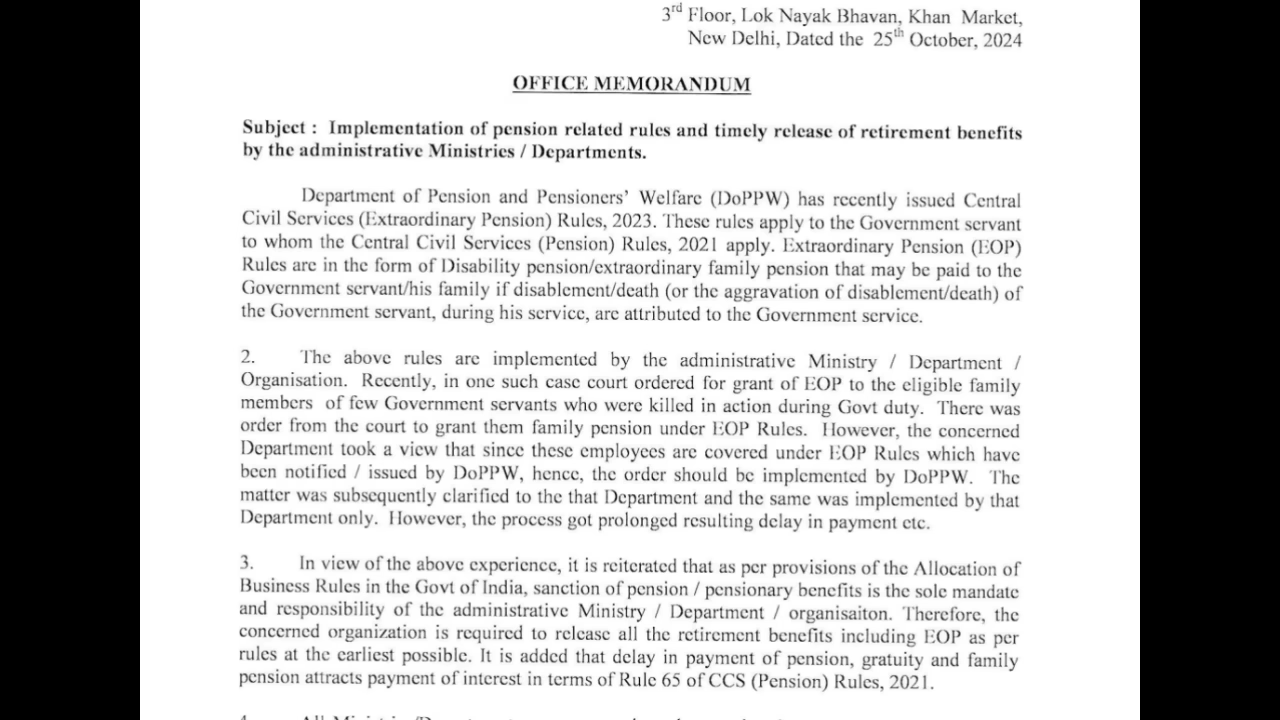 3rd Floor, Lok Nayak Bhavan, Khan Market,
New Delhi, Dated the 25th October, 2024
OFFICE MEMORANDUM
Subject : Implementation of pension related rules and timely release of retirement benefits
by the administrative Ministries / Departments.
Department of Pension and Pensioners' Welfare (DoPPW) has recently issued Central
Civil Services (Extraordinary Pension) Rules, 2023. These rules apply to the Government servant
to whom the Central Civil Services (Pension) Rules, 2021 apply. Extraordinary Pension (EOP)
Rules are in the form of Disability pension/extraordinary family pension that may be paid to the
Government servant/his family if disablement/death (or the aggravation of disablement/death) of
the Government servant, during his service, are attributed to the Government service.
2. The above rules are implemented by the administrative Ministry / Department /
Organisation. Recently, in one such case court ordered for grant of EOP to the eligible family
members of few Government servants who were killed in action during Govt duty. There was
order from the court to grant them family pension under EOP Rules. However, the concerned
Department took a view that since these employees are covered under EOP Rules which have
been notified / issued by DoPPW, hence, the order should be implemented by DoPPW. The
matter was subsequently clarified to the that Department and the same was implemented by that
Department only. However, the process got prolonged resulting delay in payment etc.
3. In view of the above experience, it is reiterated that as per provisions of the Allocation of
Business Rules in the Govt of India, sanction of pension / pensionary benefits is the sole mandate
and responsibility of the administrative Ministry / Department / organisaiton. Therefore, the
concerned organization is required to release all the retirement benefits including EOP as per
rules at the earliest possible. It is added that delay in payment of pension, gratuity and family
pension attracts payment of interest in terms of Rule 65 of CCS (Pension) Rules, 2021.